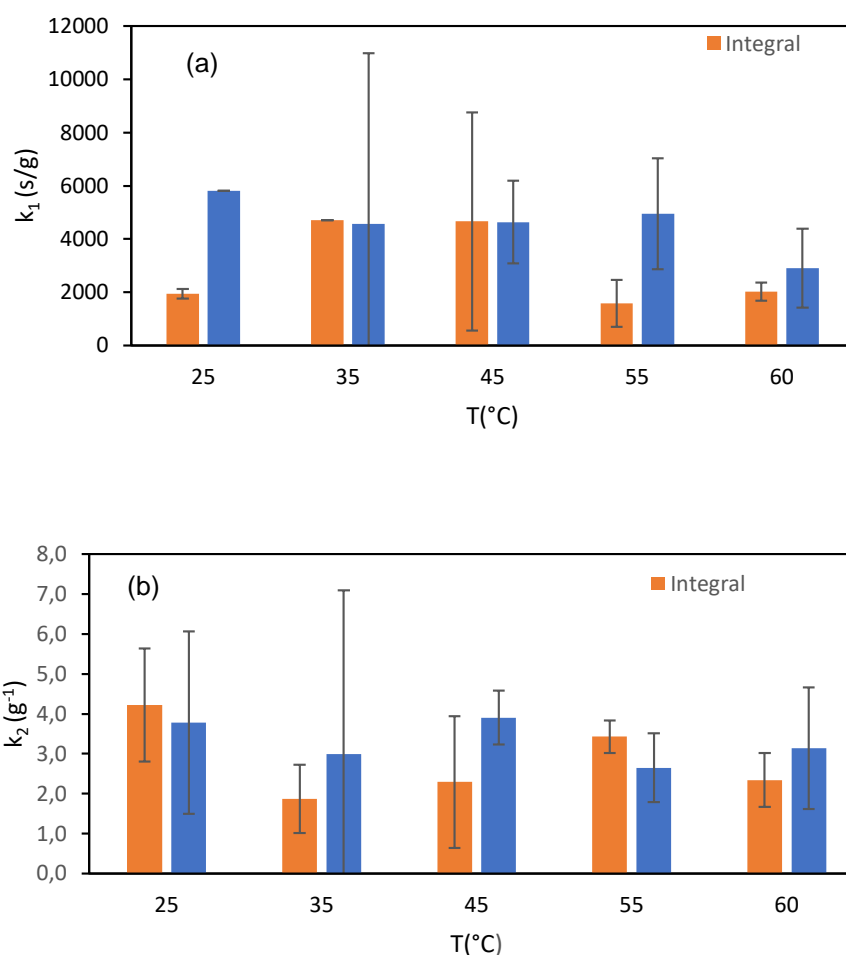 12000
(a)
Integral
10000
8000
6000
4000
2000
0
k₁ (s/g)
25 35 45 55 60
T(°C)
8,0
(b)
Integral
7,0
6,0
5,0
4,0
3,0
2,0
1,0
0,0
k₂ (g⁻¹)
25 35 45 55 60
T(°C)